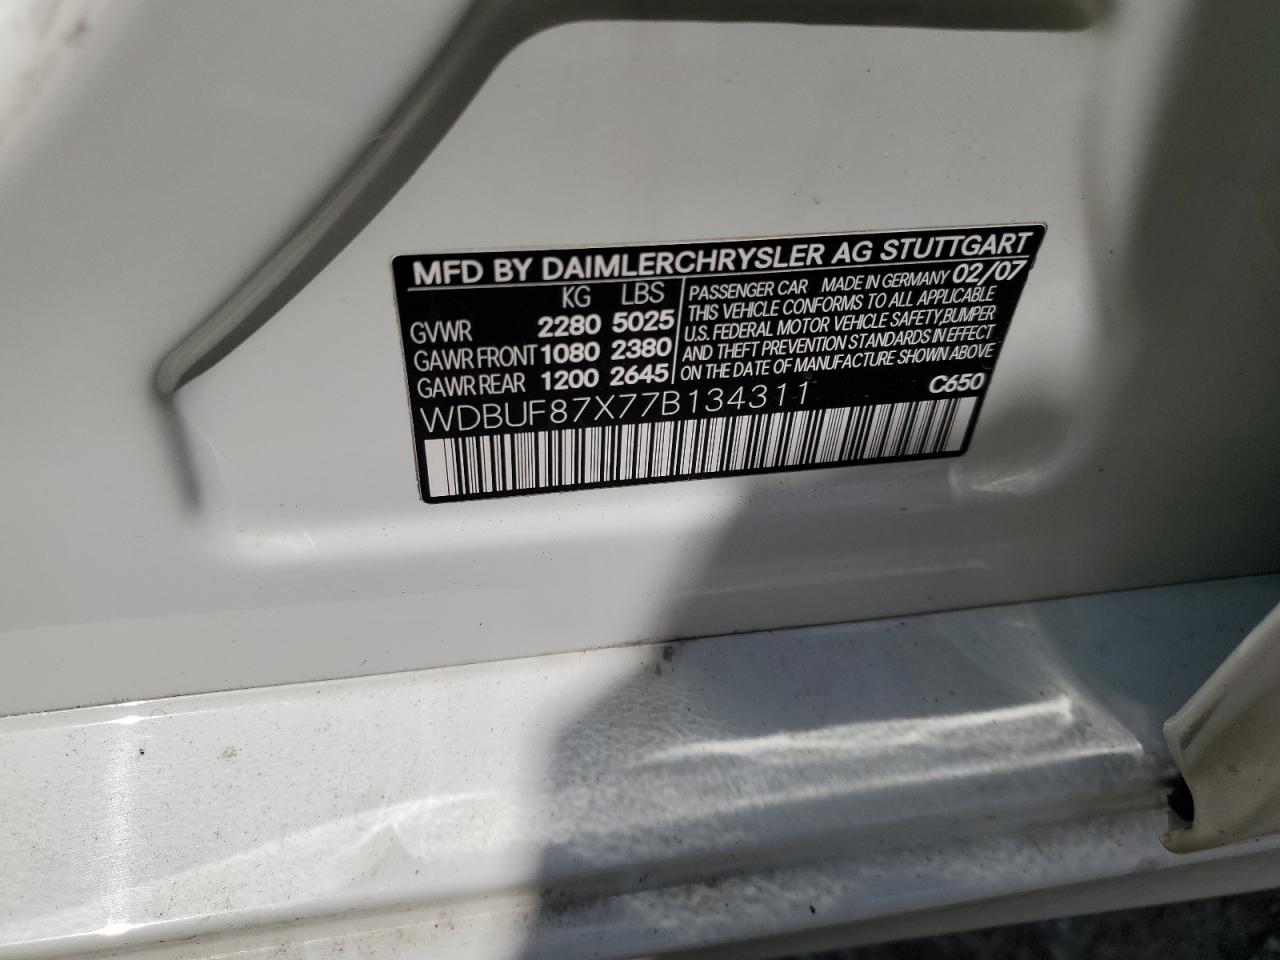 MFD BY DAIMLERCHRYSLER AG STUTTGART
KG LBS
GVWR 2280 5025
GAWR FRONT 1080 2380
GAWR REAR 1200 2645
PASSENGER CAR MADE IN GERMANY 02/07
THIS VEHICLE CONFORMS TO ALL APPLICABLE
U.S. FEDERAL MOTOR VEHICLE SAFETY, BUMPER
AND THEFT PREVENTION STANDARDS IN EFFECT
ON THE DATE OF MANUFACTURE SHOWN ABOVE
C650
WDBUF87X77B134311